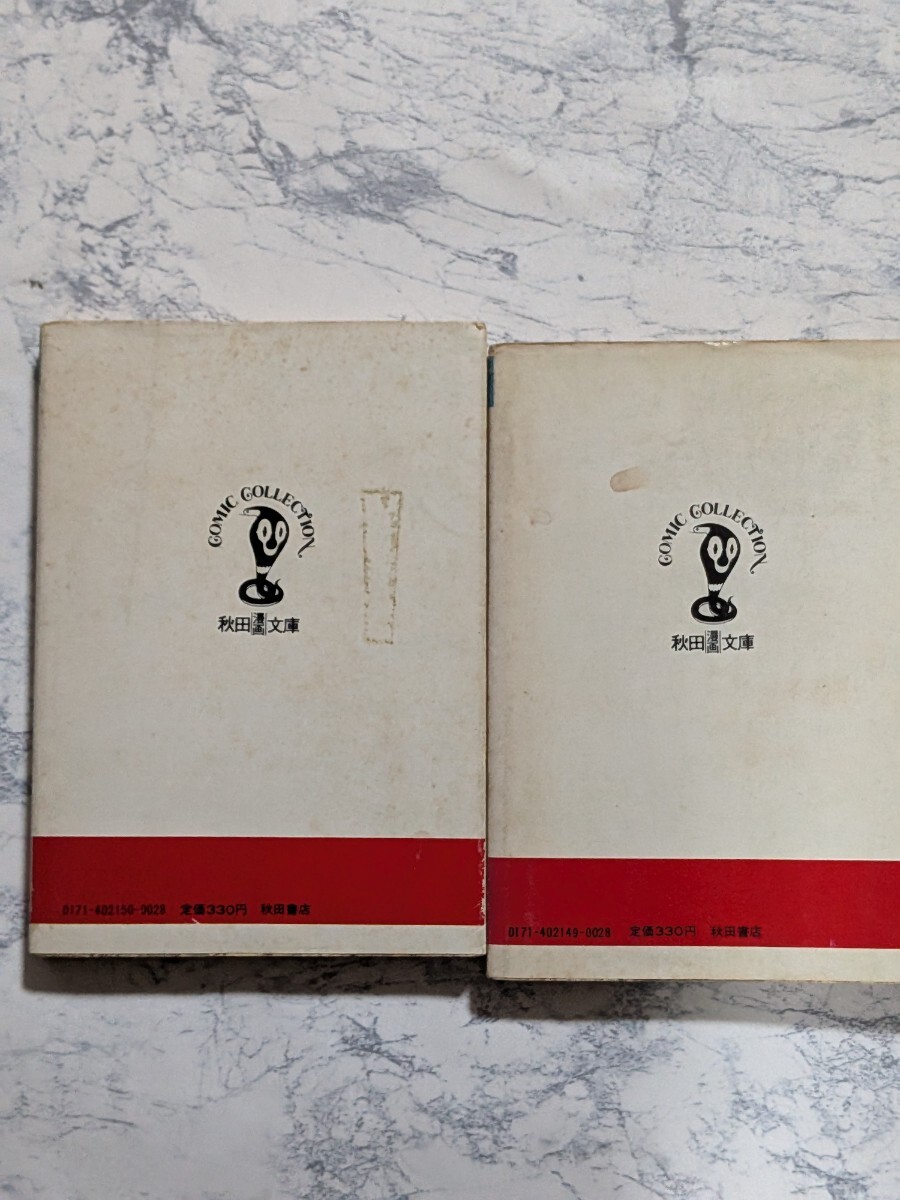 COMIC COLLECTION
秋田漫画文庫
0171-402150-0028 定価330円 秋田書店
COMIC COLLECTION
秋田漫画文庫
0171-402149-0028 定価330円 秋田書店